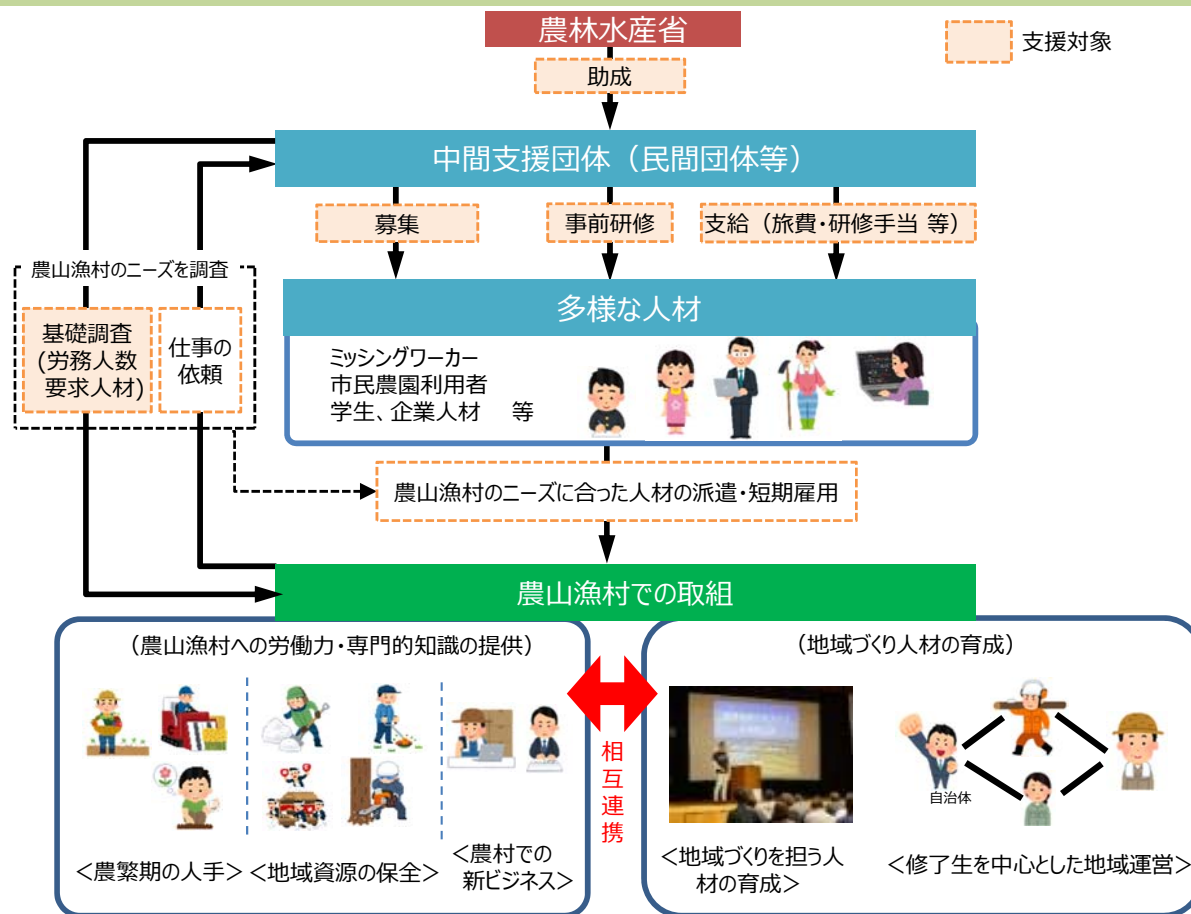 農林水産省
支援対象
助成
中間支援団体（民間団体等）
募集
事前研修
支給（旅費・研修手当 等）
農山漁村のニーズを調査
基礎調査
(労務人数
要求人材)
仕事の
依頼
多様な人材
ミッシングワーカー
市民農園利用者
学生、企業人材　等
農山漁村のニーズに合った人材の派遣・短期雇用
農山漁村での取組
（農山漁村への労働力・専門的知識の提供）
＜農繁期の人手＞
＜地域資源の保全＞
＜農村での
新ビジネス＞
相互連携
（地域づくり人材の育成）
自治体
＜地域づくりを担う人
材の育成＞
＜修了生を中心とした地域運営＞